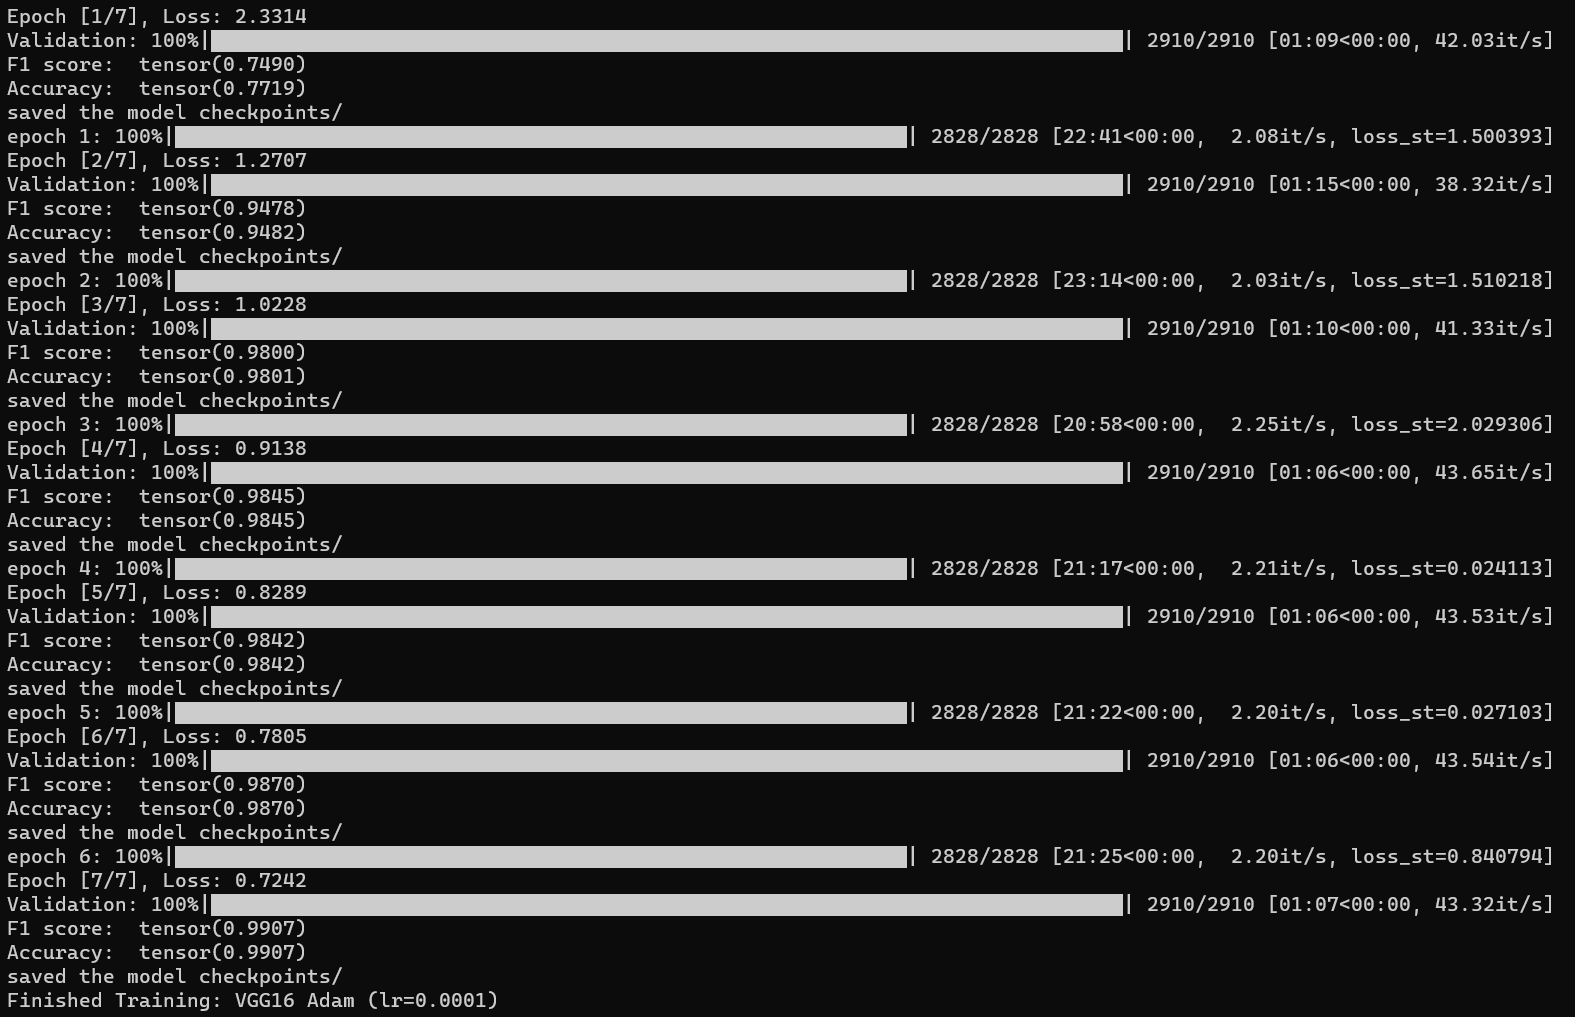 Epoch [1/7], Loss: 2.3314
Validation: 100%|██████████| 2910/2910 [01:09<00:00, 42.03it/s]
F1 score:  tensor(0.7490)
Accuracy:  tensor(0.7719)
saved the model checkpoints/
epoch 1: 100%|██████████| 2828/2828 [22:41<00:00,  2.08it/s, loss_st=1.500393]
Epoch [2/7], Loss: 1.2707
Validation: 100%|██████████| 2910/2910 [01:15<00:00, 38.32it/s]
F1 score:  tensor(0.9478)
Accuracy:  tensor(0.9482)
saved the model checkpoints/
epoch 2: 100%|██████████| 2828/2828 [23:14<00:00,  2.03it/s, loss_st=1.510218]
Epoch [3/7], Loss: 1.0228
Validation: 100%|██████████| 2910/2910 [01:10<00:00, 41.33it/s]
F1 score:  tensor(0.9800)
Accuracy:  tensor(0.9801)
saved the model checkpoints/
epoch 3: 100%|██████████| 2828/2828 [20:58<00:00,  2.25it/s, loss_st=2.029306]
Epoch [4/7], Loss: 0.9138
Validation: 100%|██████████| 2910/2910 [01:06<00:00, 43.65it/s]
F1 score:  tensor(0.9845)
Accuracy:  tensor(0.9845)
saved the model checkpoints/
epoch 4: 100%|██████████| 2828/2828 [21:17<00:00,  2.21it/s, loss_st=0.024113]
Epoch [5/7], Loss: 0.8289
Validation: 100%|██████████| 2910/2910 [01:06<00:00, 43.53it/s]
F1 score:  tensor(0.9842)
Accuracy:  tensor(0.9842)
saved the model checkpoints/
epoch 5: 100%|██████████| 2828/2828 [21:22<00:00,  2.20it/s, loss_st=0.027103]
Epoch [6/7], Loss: 0.7805
Validation: 100%|██████████| 2910/2910 [01:06<00:00, 43.54it/s]
F1 score:  tensor(0.9870)
Accuracy:  tensor(0.9870)
saved the model checkpoints/
epoch 6: 100%|██████████| 2828/2828 [21:25<00:00,  2.20it/s, loss_st=0.840794]
Epoch [7/7], Loss: 0.7242
Validation: 100%|██████████| 2910/2910 [01:07<00:00, 43.32it/s]
F1 score:  tensor(0.9907)
Accuracy:  tensor(0.9907)
saved the model checkpoints/
Finished Training: VGG16 Adam (lr=0.0001)